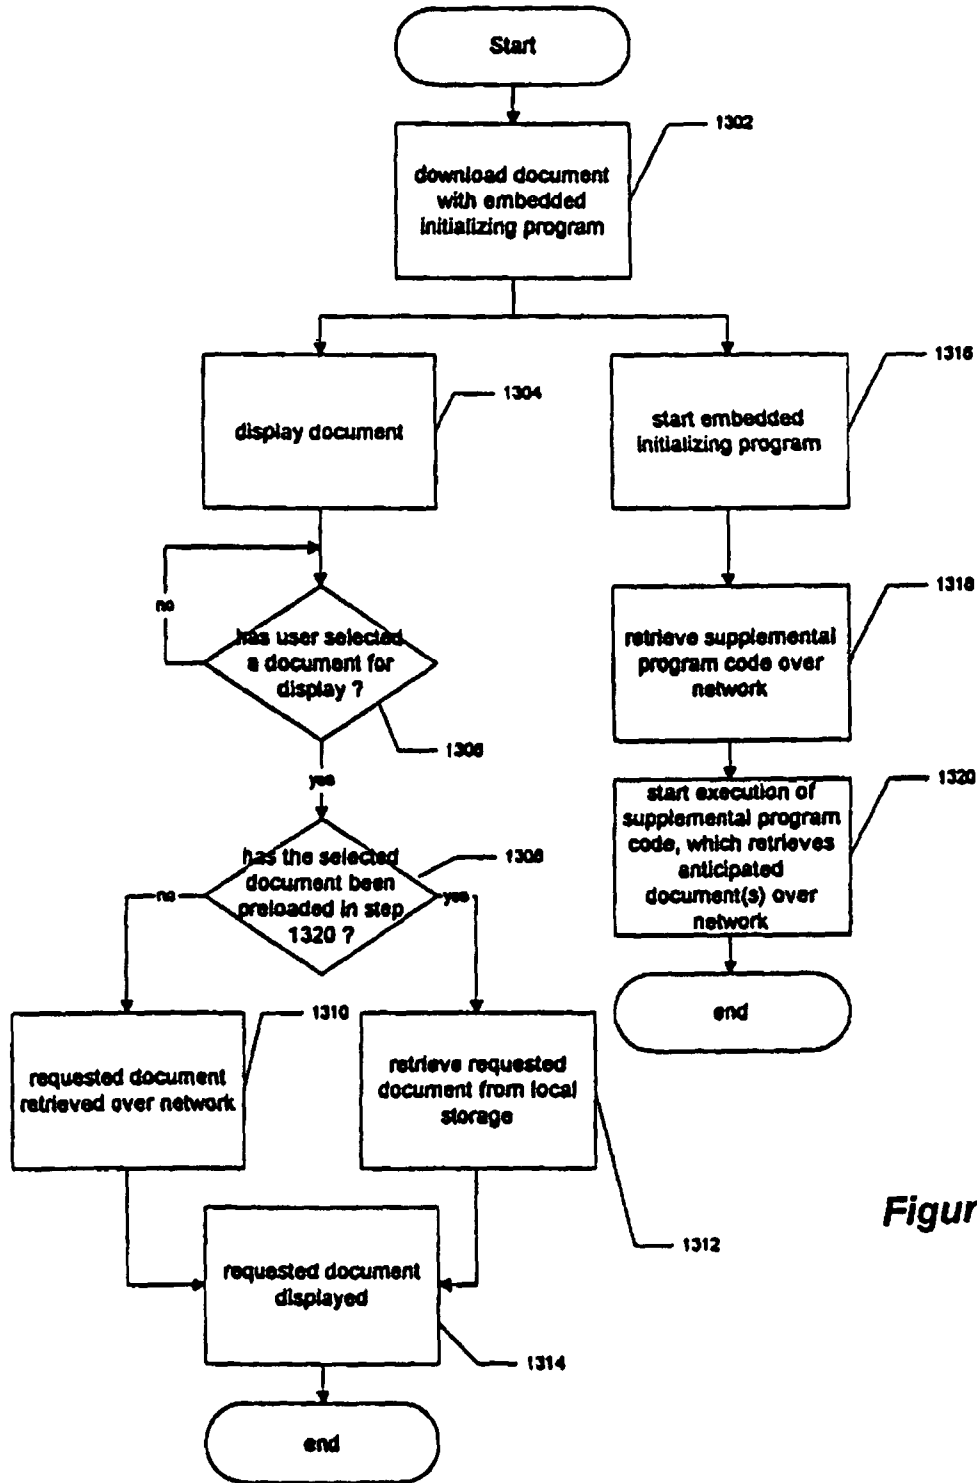 Start
1302
download document
with embedded
initializing program
1304
display document
1316
start embedded
initializing program
no
has user selected
a document for
display ?
1306
yes
1318
retrieve supplemental
program code over
network
1320
start execution of
supplemental program
code, which retrieves
anticipated
document(s) over
network
end
has the selected
document been
preloaded in step
1320 ?
1308
no
yes
1310
requested document
retrieved over network
retrieve requested
document from local
storage
1312
requested document
displayed
1314
end
Figur